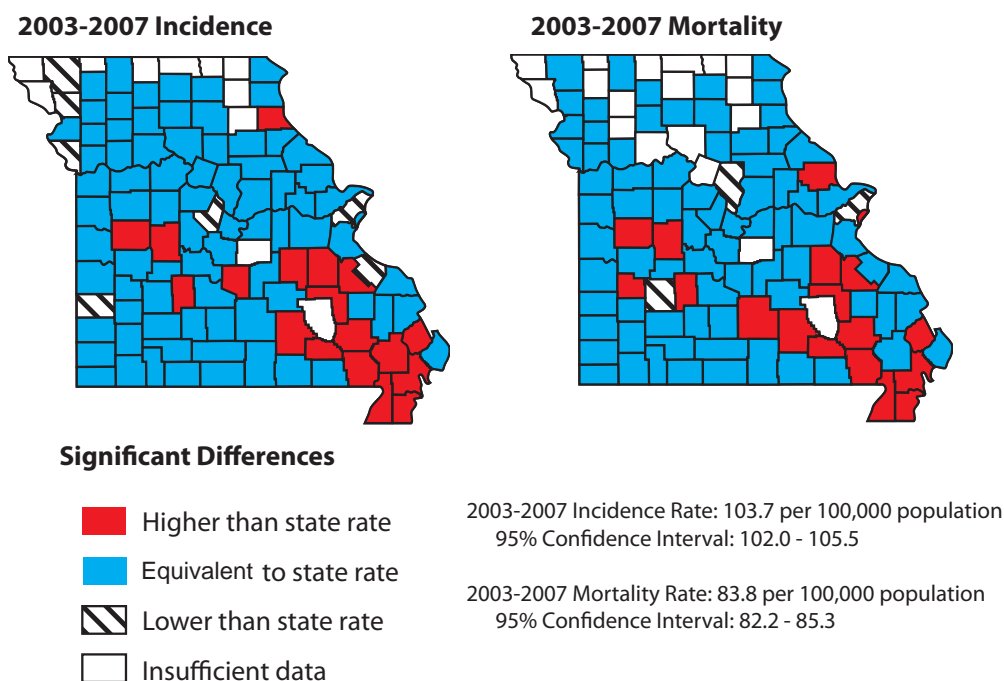 2003-2007 Incidence
2003-2007 Mortality
Significant Differences
Higher than state rate
Equivalent to state rate
Lower than state rate
Insufficient data
2003-2007 Incidence Rate: 103.7 per 100,000 population
95% Confidence Interval: 102.0 - 105.5
2003-2007 Mortality Rate: 83.8 per 100,000 population
95% Confidence Interval: 82.2 - 85.3